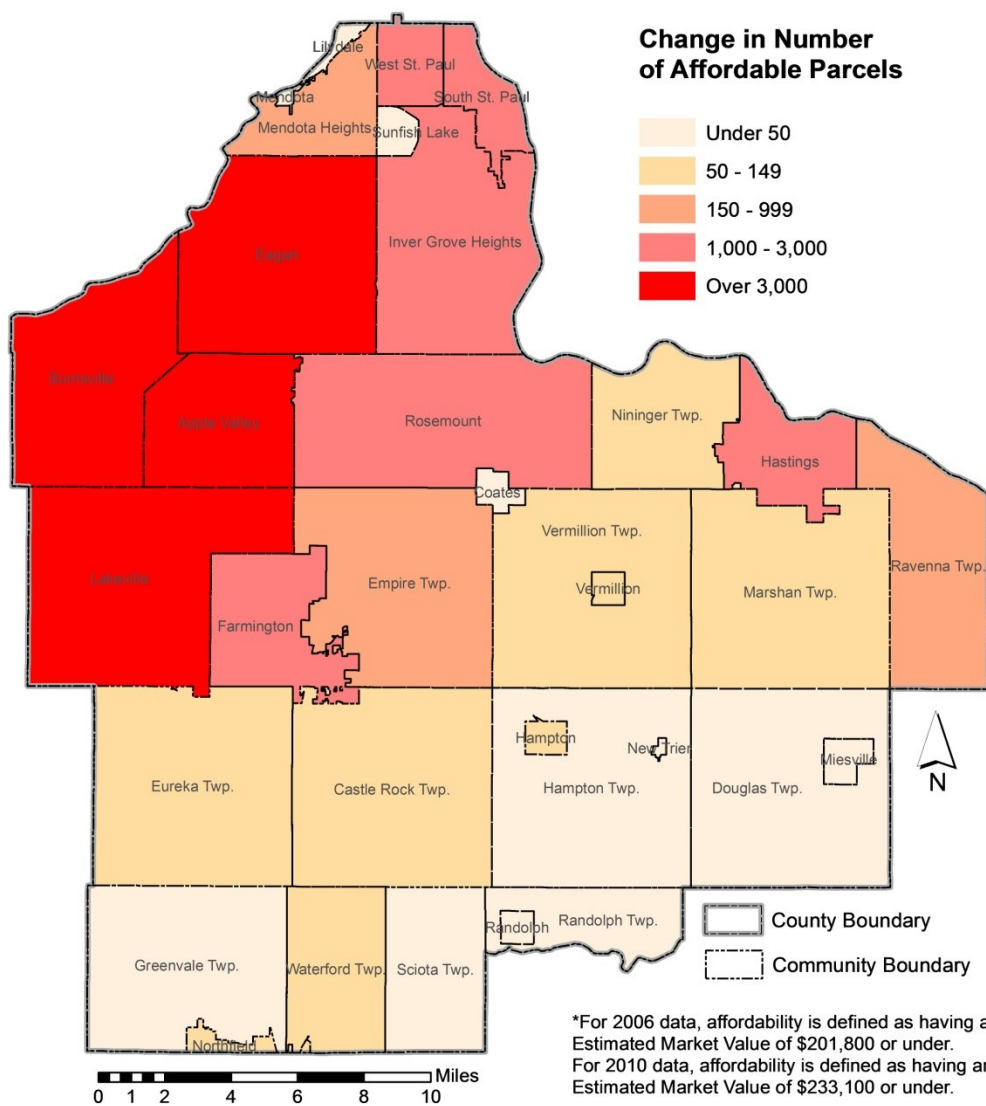 Change in Number
of Affordable Parcels
Under 50
50 - 149
150 - 999
1,000 - 3,000
Over 3,000
Lilydale
West St. Paul
South St. Paul
Mendota
Mendota Heights
Sunfish Lake
Eagan
Inver Grove Heights
Burnsville
Apple Valley
Rosemount
Nininger Twp.
Hastings
Coates
Vermillion Twp.
Ravenna Twp.
Lakeville
Empire Twp.
Vermillion
Marshan Twp.
Farmington
Hampton
New Trier
Miesville
Eureka Twp.
Castle Rock Twp.
Hampton Twp.
Douglas Twp.
N
Randolph
Randolph Twp.
County Boundary
Greenvale Twp.
Waterford Twp.
Sciota Twp.
Community Boundary
Northfield
*For 2006 data, affordability is defined as having a
Estimated Market Value of $201,800 or under.
For 2010 data, affordability is defined as having an
Estimated Market Value of $233,100 or under.
Miles
0 1 2 4 6 8 10